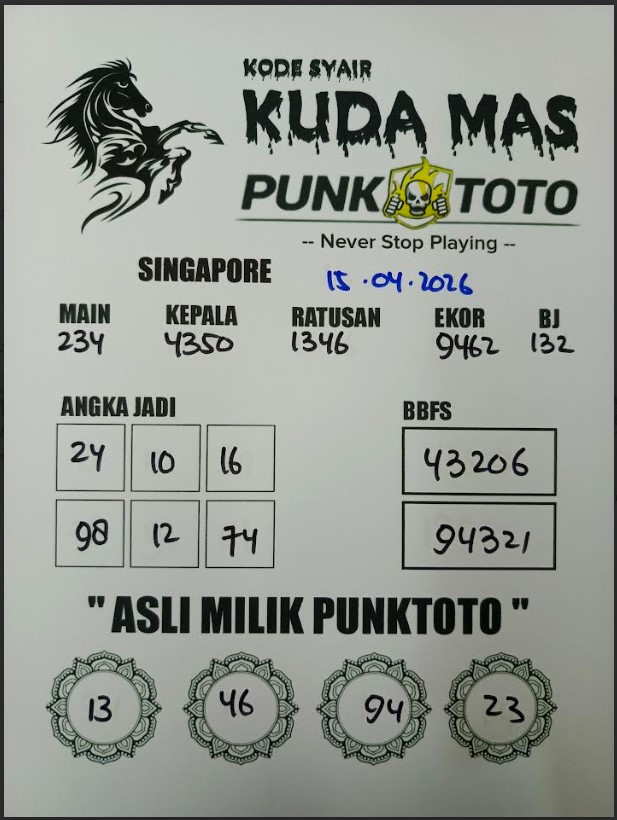 KODE SYAIR
KUDA MAS
PUNK TOTO
-- Never Stop Playing --
SINGAPORE 15.04.2026
MAIN KEPALA RATUSAN EKOR BJ
234 4350 1346 9462 132
ANGKA JADI BBFS
24 10 16 43206
98 12 74 94321
" ASLI MILIK PUNKTOTO "
13 46 94 23